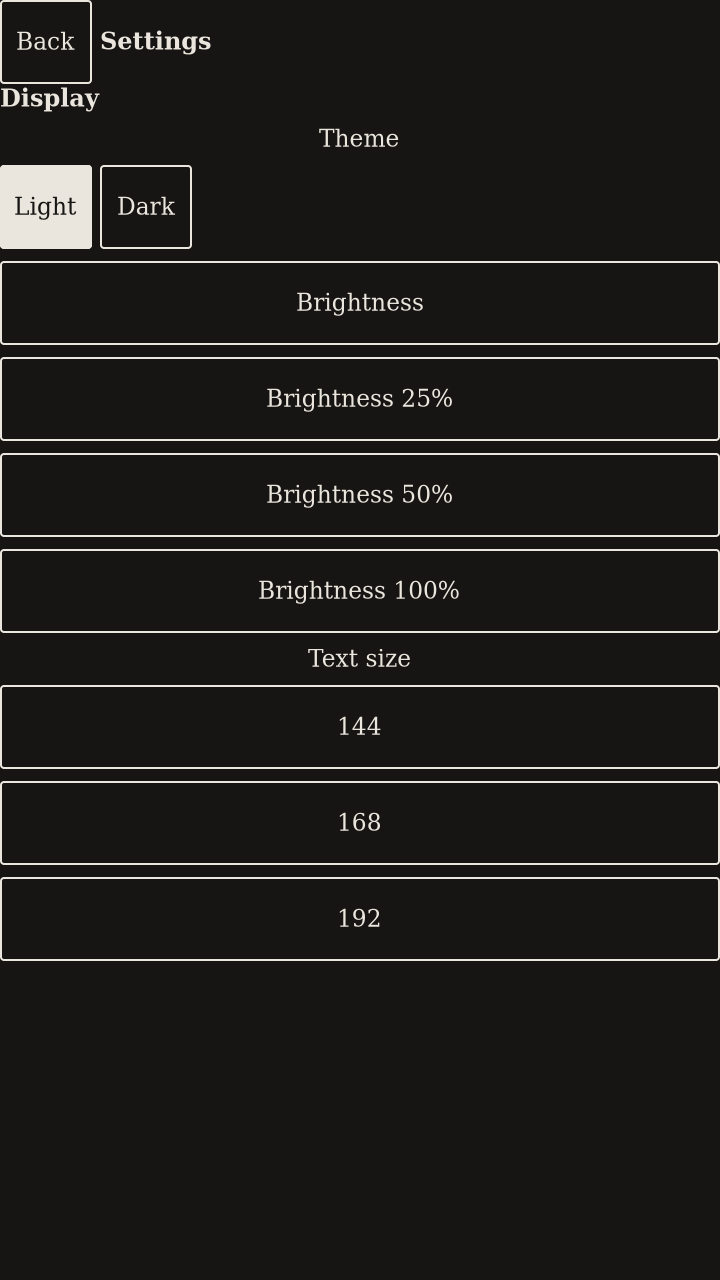 Back Settings
Display
Theme
Light Dark
Brightness
Brightness 25%
Brightness 50%
Brightness 100%
Text size
144
168
192